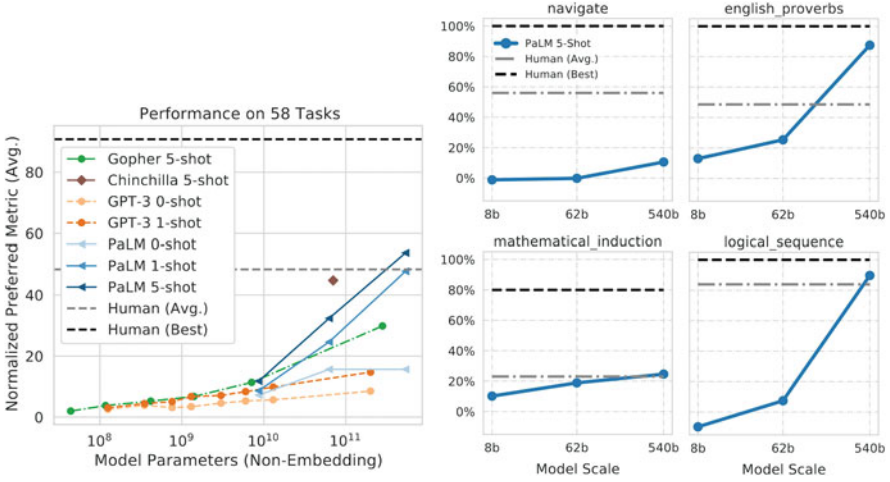 Performance on 58 Tasks
Normalized Preferred Metric (Avg.)
80
60
40
20
0
Gopher 5-shot
Chinchilla 5-shot
GPT-3 0-shot
GPT-3 1-shot
PaLM 0-shot
PaLM 1-shot
PaLM 5-shot
Human (Avg.)
Human (Best)
10⁸ 10⁹ 10¹⁰ 10¹¹
Model Parameters (Non-Embedding)
navigate
100%
80%
60%
40%
20%
0%
PaLM 5-Shot
Human (Avg.)
Human (Best)
8b 62b 540b
english_proverbs
8b 62b 540b
mathematical_induction
100%
80%
60%
40%
20%
0%
8b 62b 540b
Model Scale
logical_sequence
8b 62b 540b
Model Scale